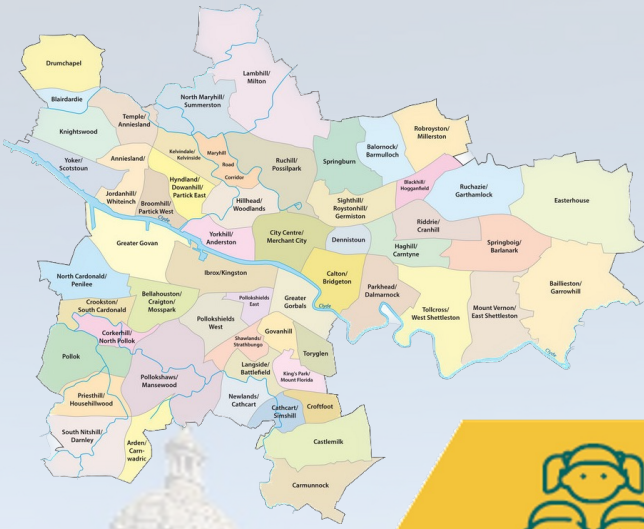 Drumchapel
Blairdardie
Knightswood
Yoker/
Scotstoun
Temple/
Anniesland
Anniesland/
Jordanhill/
Whiteinch
Broomhill/
Partick West
North Maryhill/
Summerston
Lambhill/
Milton
Kelvindale/
Kelvinside
Maryhill
Road
Corridor
Hyndland/
Dowanhill/
Partick East
Hillhead/
Woodlands
Ruchill/
Possilpark
Springburn
Balornock/
Barmulloch
Robroyston/
Millerston
Blackhill/
Hogganfield
Ruchazie/
Garthamlock
Easterhouse
Sighthill/
Roystonhill/
Germiston
Riddrie/
Cranhill
Clyde
Yorkhill/
Anderston
City Centre/
Merchant City
Dennistoun
Haghill/
Carntyne
Springboig/
Barlanark
Greater Govan
Ibrox/Kingston
Calton/
Bridgeton
Parkhead/
Dalmarnock
Tollcross/
West Shettleston
Mount Vernon/
East Shettleston
Baillieston/
Garrowhill
Clyde
Clyde
North Cardonald/
Penilee
Bellahouston/
Craigton/
Mosspark
Pollokshields
East
Greater
Gorbals
Crookston/
South Cardonald
Pollokshields
West
Corkerhill/
North Pollok
Govanhill
Shawlands/
Strathbungo
Toryglen
Pollok
Langside/
Battlefield
Pollokshaws/
Mansewood
King's Park/
Mount Florida
Priesthill/
Househillwood
Newlands/
Cathcart
Cathcart/
Simshill
Croftfoot
South Nitshill/
Darnley
Arden/
Carn-
wadric
Castlemilk
Carmunnock